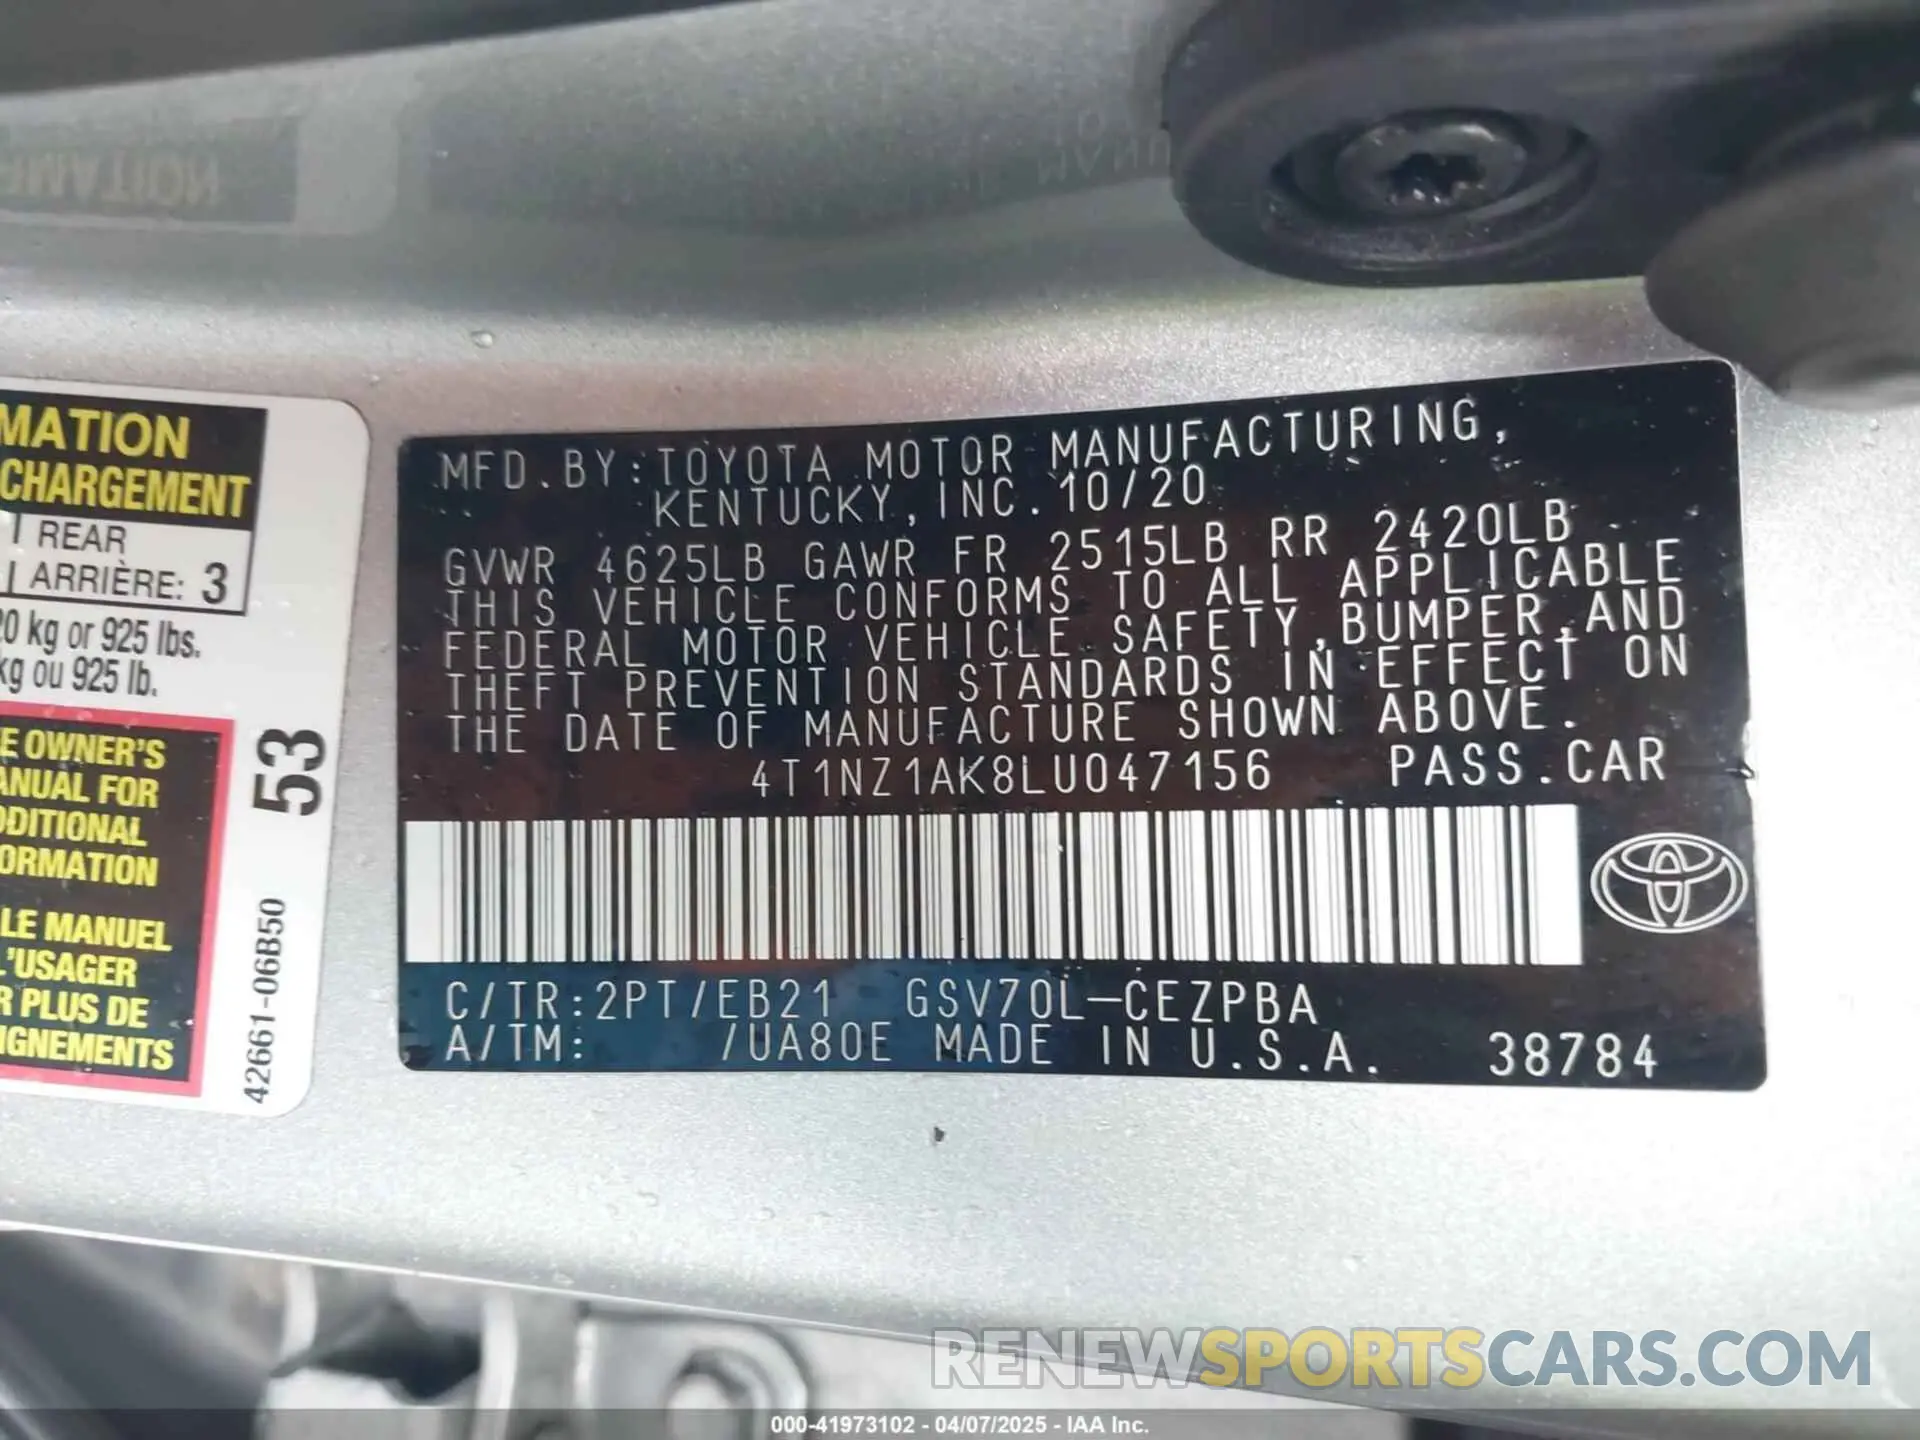 MATION
CHARGEMENT
REAR
ARRIÈRE: 3
kg or 925 lbs.
kg ou 925 lb.
OWNER'S
FOR
LE MANUEL
L'USAGER
PLUS DE
53
42661-06B50
MFD.BY:TOYOTA MOTOR MANUFACTURING,
KENTUCKY,INC.10/20
GVWR 4625LB GAWR FR 2515LB RR 2420LB
THIS VEHICLE CONFORMS TO ALL APPLICABLE
FEDERAL MOTOR VEHICLE SAFETY,BUMPER,AND
THEFT PREVENTION STANDARDS IN EFFECT ON
THE DATE OF MANUFACTURE SHOWN ABOVE.
4T1NZ1AK8LU047156 PASS.CAR
C/TR:2PT/EB21 GSV70L-CEZPBA
A/TM: /UA80E MADE IN U.S.A. 38784
RENEWSPORTSCARS.COM
000-41973102 - 04/07/2025 - IAA Inc.